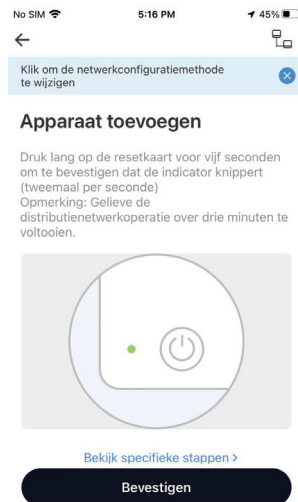 No SIM 5:16 PM 45%
Klik om de netwerkconfiguratiemethode
te wijzigen
Apparaat toevoegen
Druk lang op de resetkaart voor vijf seconden
om te bevestigen dat de indicator knippert
(tweemaal per seconde)
Opmerking: Gelieve de
distributienetwerkoperatie over drie minuten te
voltooien.
Bekijk specifieke stappen >
Bevestigen